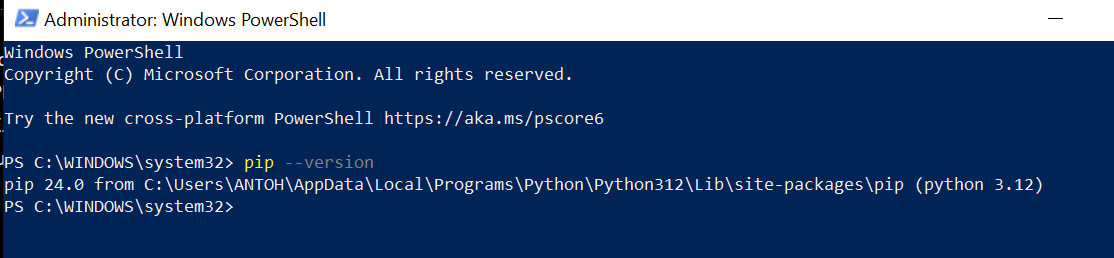 Administrator: Windows PowerShell
Windows PowerShell
Copyright (C) Microsoft Corporation. All rights reserved.
Try the new cross-platform PowerShell https://aka.ms/pscore6
PS C:\WINDOWS\system32> pip --version
pip 24.0 from C:\Users\ANTOH\AppData\Local\Programs\Python\Python312\Lib\site-packages\pip (python 3.12)
PS C:\WINDOWS\system32>